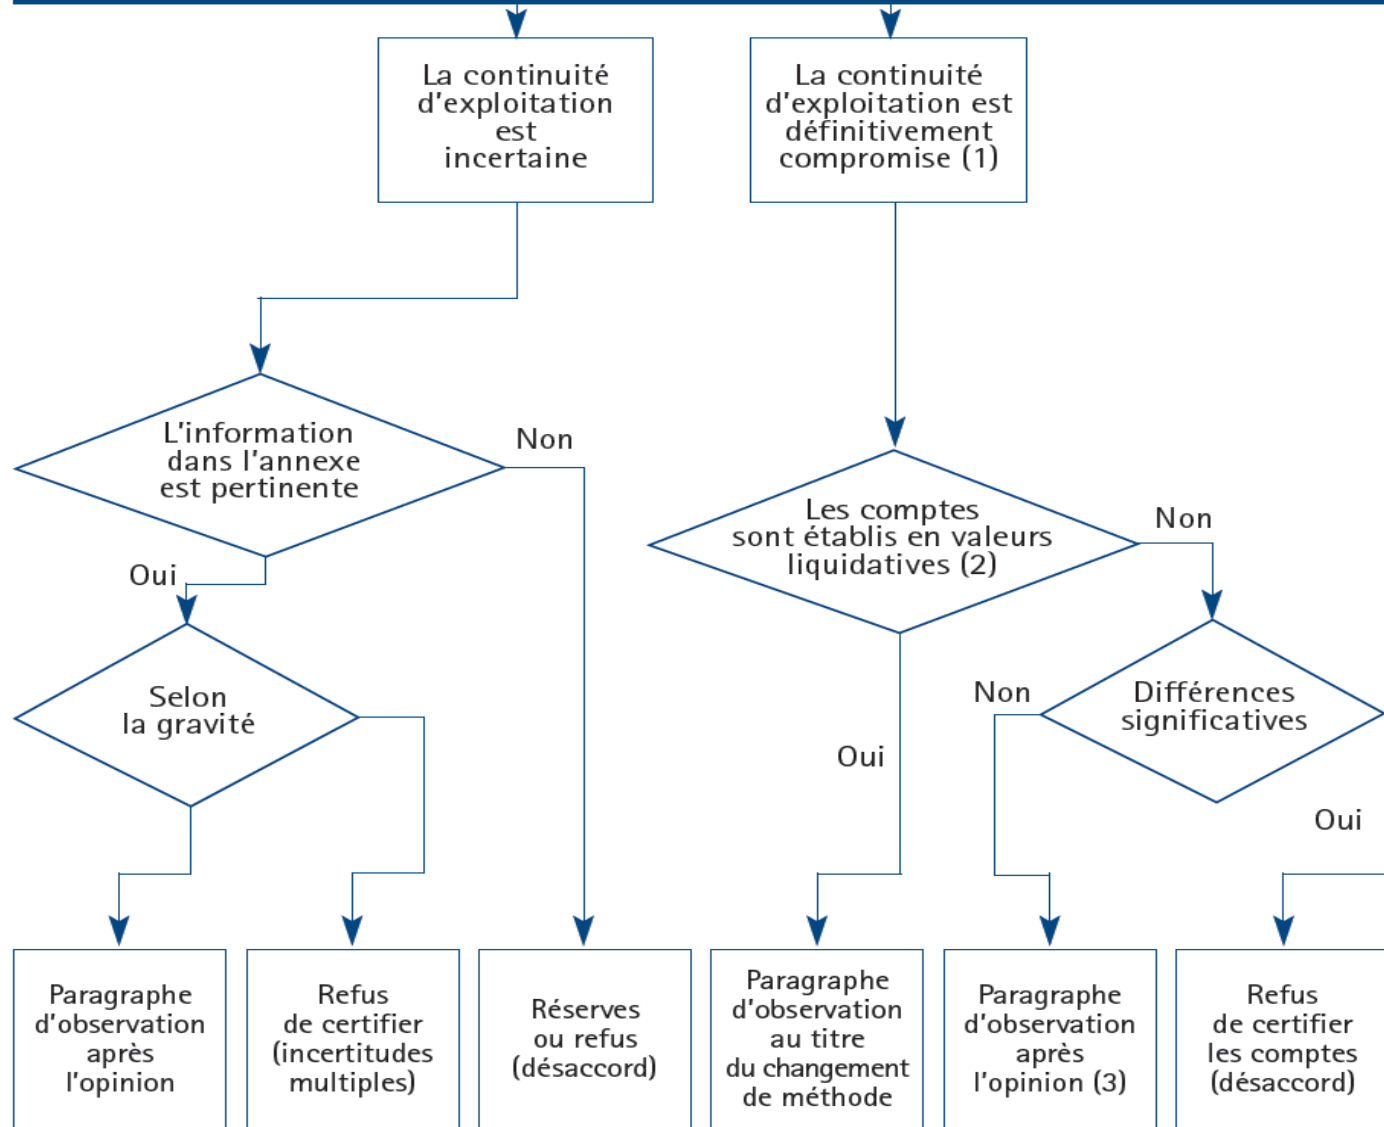 La continuité
d'exploitation
est
incertaine
La continuité
d'exploitation est
définitivement
compromise (1)
L'information
dans l'annexe
est pertinente
Non
Oui
Les comptes
sont établis en valeurs
liquidatives (2)
Non
Selon
la gravité
Oui
Non
Différences
significatives
Oui
Paragraphe
d'observation
après
l'opinion
Refus
de certifier
(incertitudes
multiples)
Réserves
ou refus
(désaccord)
Paragraphe
d'observation
au titre
du changement
de méthode
Paragraphe
d'observation
après
l'opinion (3)
Refus
de certifier
les comptes
(désaccord)